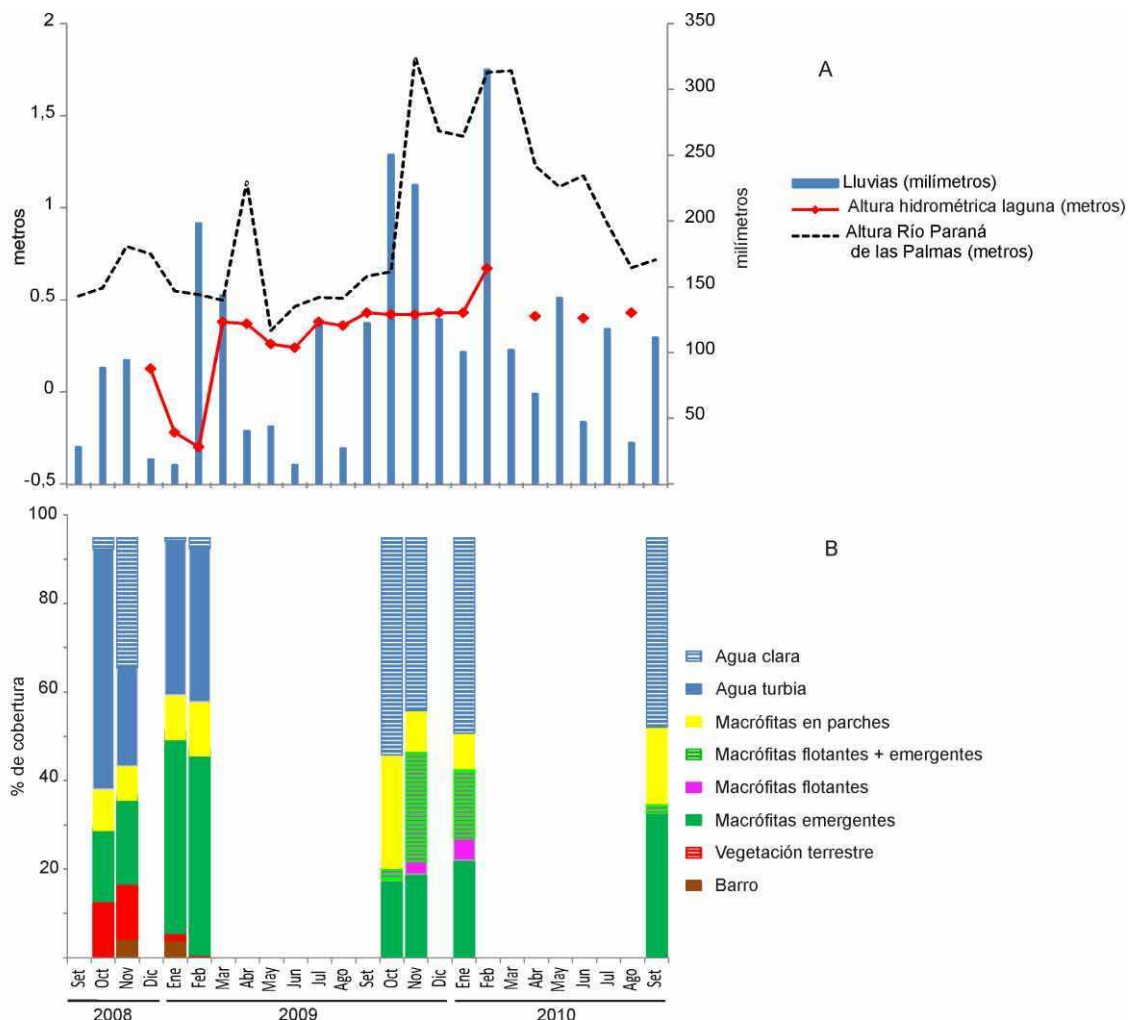 2
1,5
1
0.5
0
-0,5
metros
350
300
250
200
150
100
50
milímetros
A
Lluvias (milímetros)
Altura hidrométrica laguna (metros)
Altura Río Paraná
de las Palmas (metros)
100
80
60
40
20
% de cobertura
B
Agua clara
Agua turbia
Macrófitas en parches
Macrófitas flotantes + emergentes
Macrófitas flotantes
Macrófitas emergentes
Vegetación terrestre
Barro
Set Oct Nov Dic Ene Feb Mar Abr May Jun Jul Ago Set Oct Nov Dic Ene Feb Mar Abr May Jun Jul Ago Set
2008 2009 2010